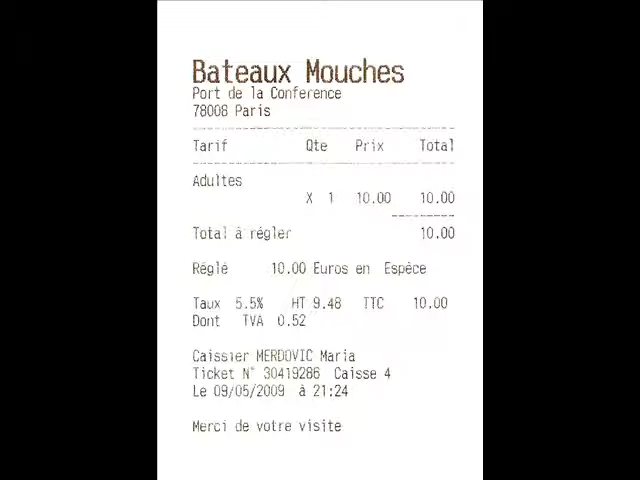 Bateaux Mouches
Port de la Conference
78008 Paris
Tarif Qte Prix Total
Adultes
X 1 10.00 10.00
Total à régler 10.00
Réglé 10.00 Euros en Espèce
Taux 5.5% HT 9.48 TTC 10.00
Dont TVA 0.52
Caissier MERDOVIC Maria
Ticket N° 30419286 Caisse 4
Le 09/05/2009 à 21:24
Merci de votre visite